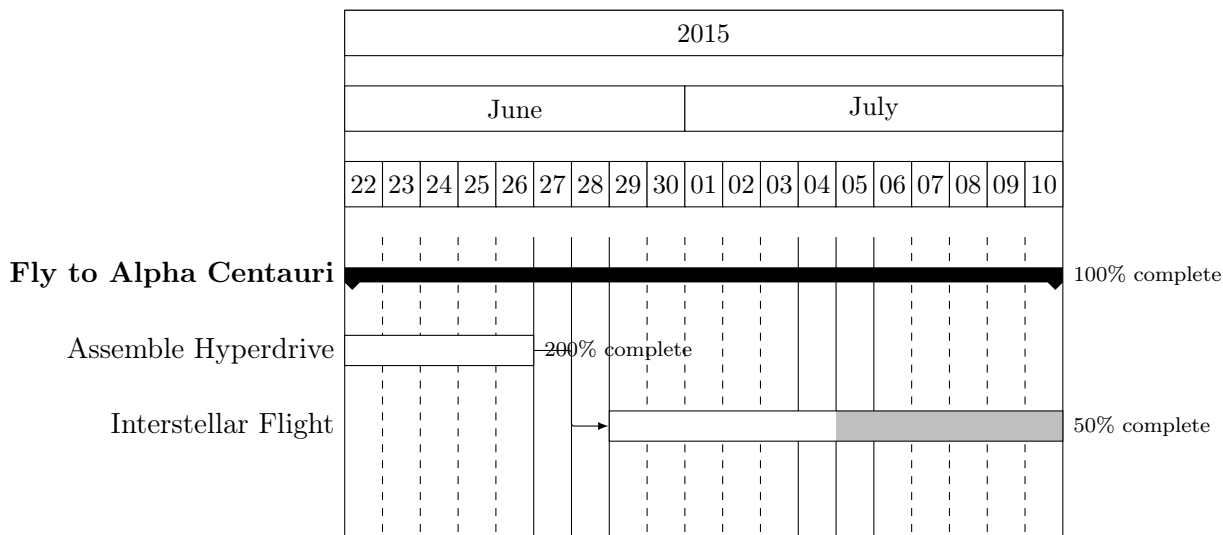 2015
June July
22 23 24 25 26 27 28 29 30 01 02 03 04 05 06 07 08 09 10
Fly to Alpha Centauri 100% complete
Assemble Hyperdrive 200% complete
Interstellar Flight 50% complete